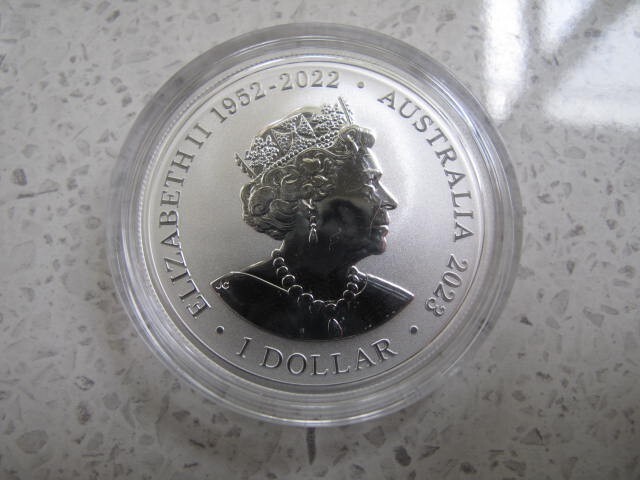 ELIZABETH II 1952-2022 • AUSTRALIA 2023 •
1 DOLLAR •
JC